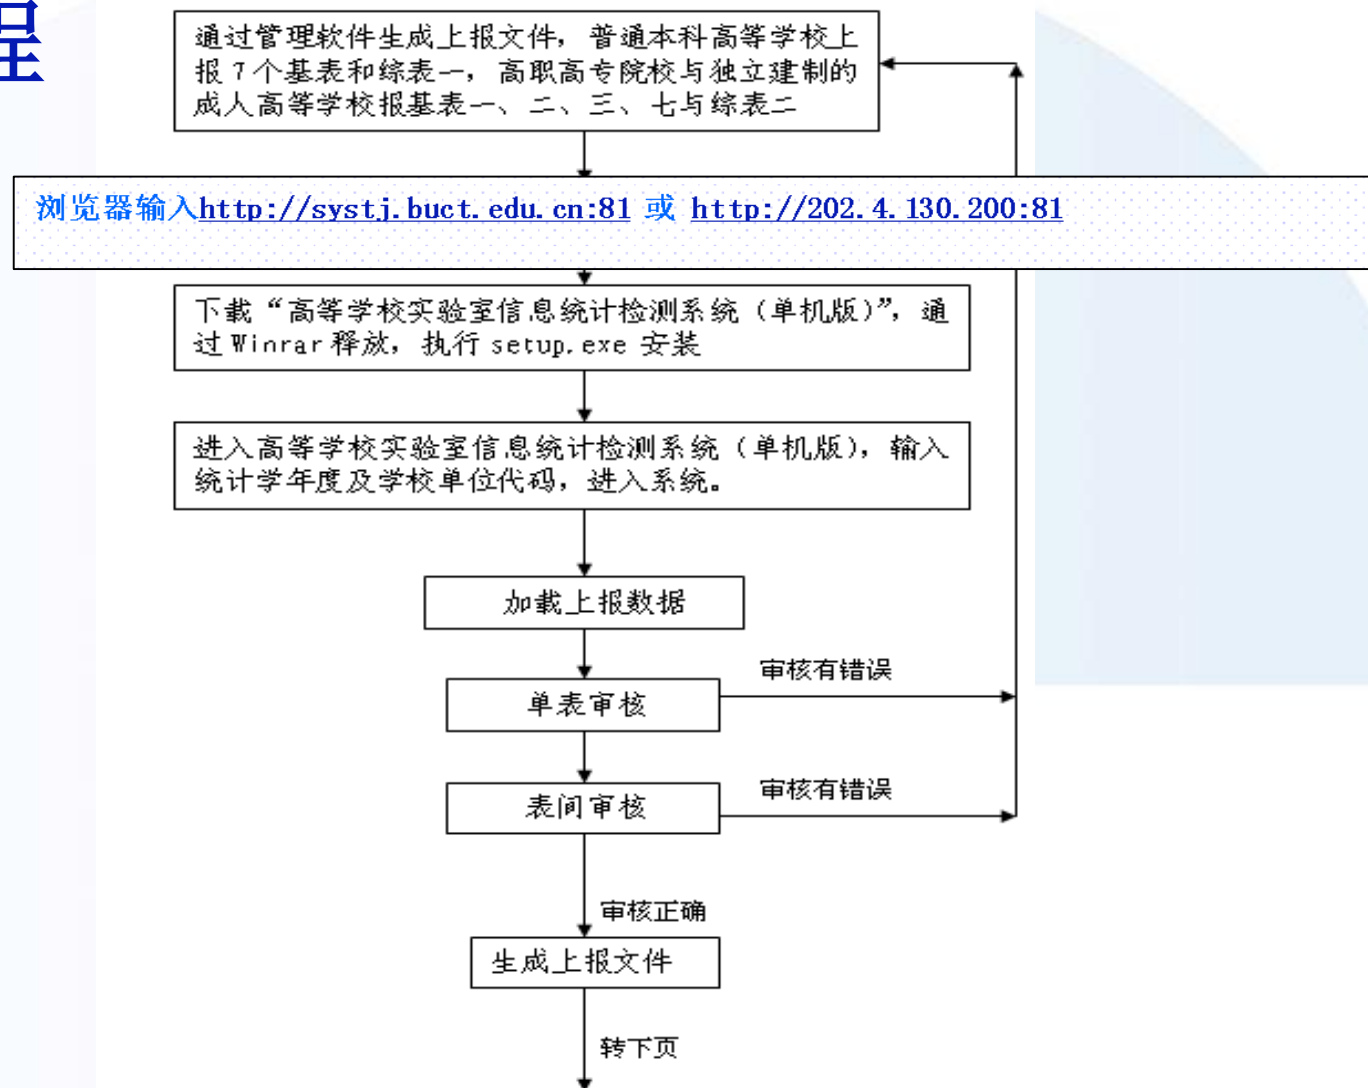 程
通过管理软件生成上报文件，普通本科高等学校上
报7个基表和综表一，高职高专院校与独立建制的
成人高等学校报基表一、二、三、七与综表二
浏览器输入http://systj.buct.edu.cn:81 或 http://202.4.130.200:81
下载“高等学校实验室信息统计检测系统（单机版）”，通
过Winrar释放，执行setup.exe安装
进入高等学校实验室信息统计检测系统（单机版），输入
统计学年度及学校单位代码，进入系统。
加载上报数据
审核有错误
单表审核
审核有错误
表间审核
审核正确
生成上报文件
转下页